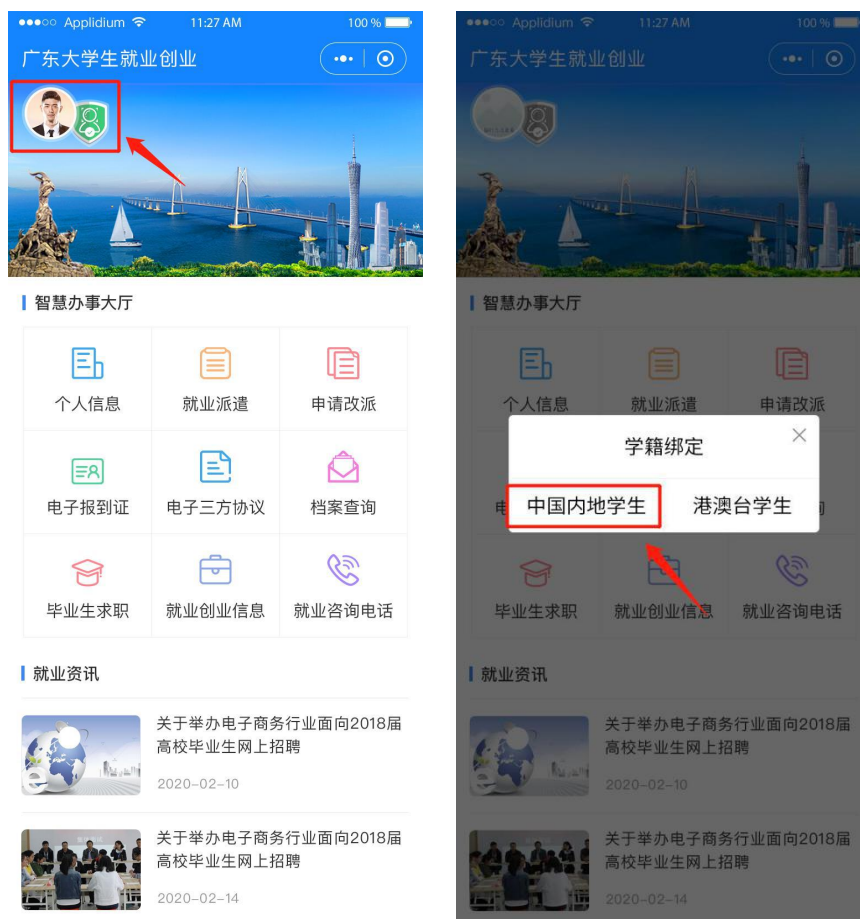 ●●●○○ Applidium 11:27 AM 100 %
广东大学生就业创业
智慧办事大厅
个人信息 就业派遣 申请改派
电子报到证 电子三方协议 档案查询
毕业生求职 就业创业信息 就业咨询电话
就业资讯
关于举办电子商务行业面向2018届
高校毕业生网上招聘
2020-02-10
关于举办电子商务行业面向2018届
高校毕业生网上招聘
2020-02-14
●●●○○ Applidium 11:27 AM 100 %
广东大学生就业创业
智慧办事大厅
个人信息 就业派遣 申请改派
学籍绑定
中国内地学生 港澳台学生
毕业生求职 就业创业信息 就业咨询电话
就业资讯
关于举办电子商务行业面向2018届
高校毕业生网上招聘
2020-02-10
关于举办电子商务行业面向2018届
高校毕业生网上招聘
2020-02-14